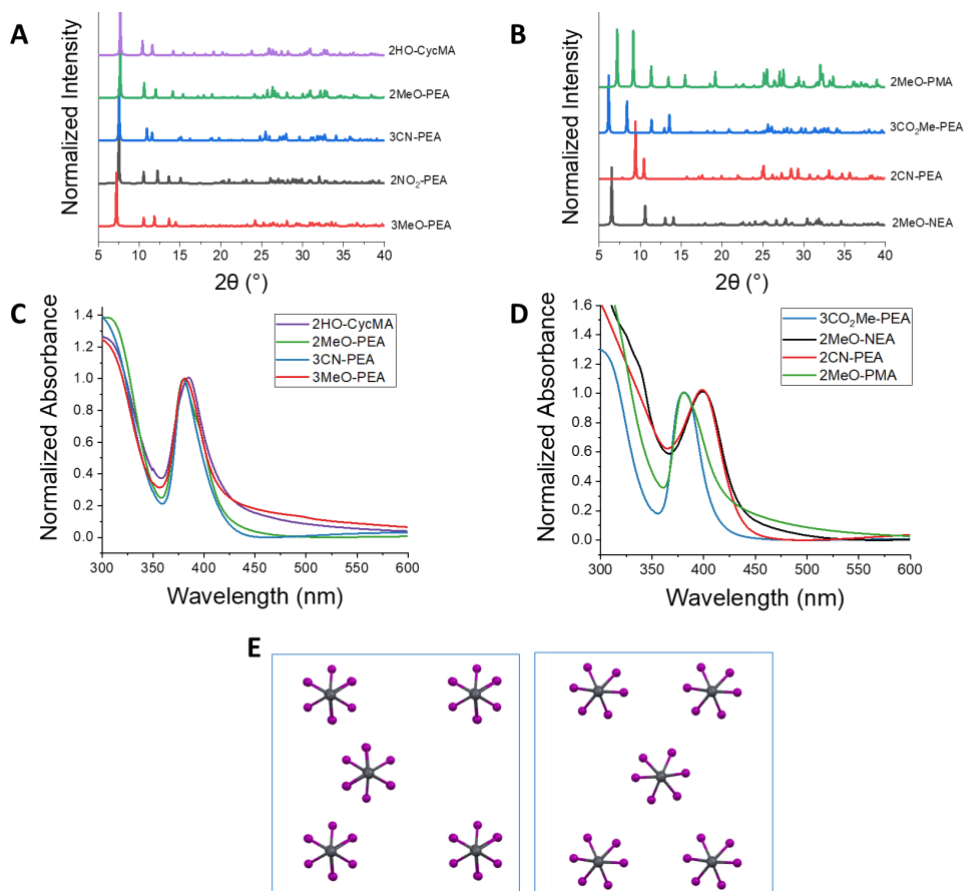 A
Normalized Intensity
2HO-CycMA
2MeO-PEA
3CN-PEA
2NO₂-PEA
3MeO-PEA
5 10 15 20 25 30 35 40
2θ (°)
B
Normalized Intensity
2MeO-PMA
3CO₂Me-PEA
2CN-PEA
2MeO-NEA
5 10 15 20 25 30 35 40
2θ (°)
C
Normalized Absorbance
1.4
1.2
1.0
0.8
0.6
0.4
0.2
0.0
2HO-CycMA
2MeO-PEA
3CN-PEA
3MeO-PEA
300 350 400 450 500 550 600
Wavelength (nm)
D
Normalized Absorbance
1.6
1.4
1.2
1.0
0.8
0.6
0.4
0.2
0.0
3CO₂Me-PEA
2MeO-NEA
2CN-PEA
2MeO-PMA
300 350 400 450 500 550 600
Wavelength (nm)
E